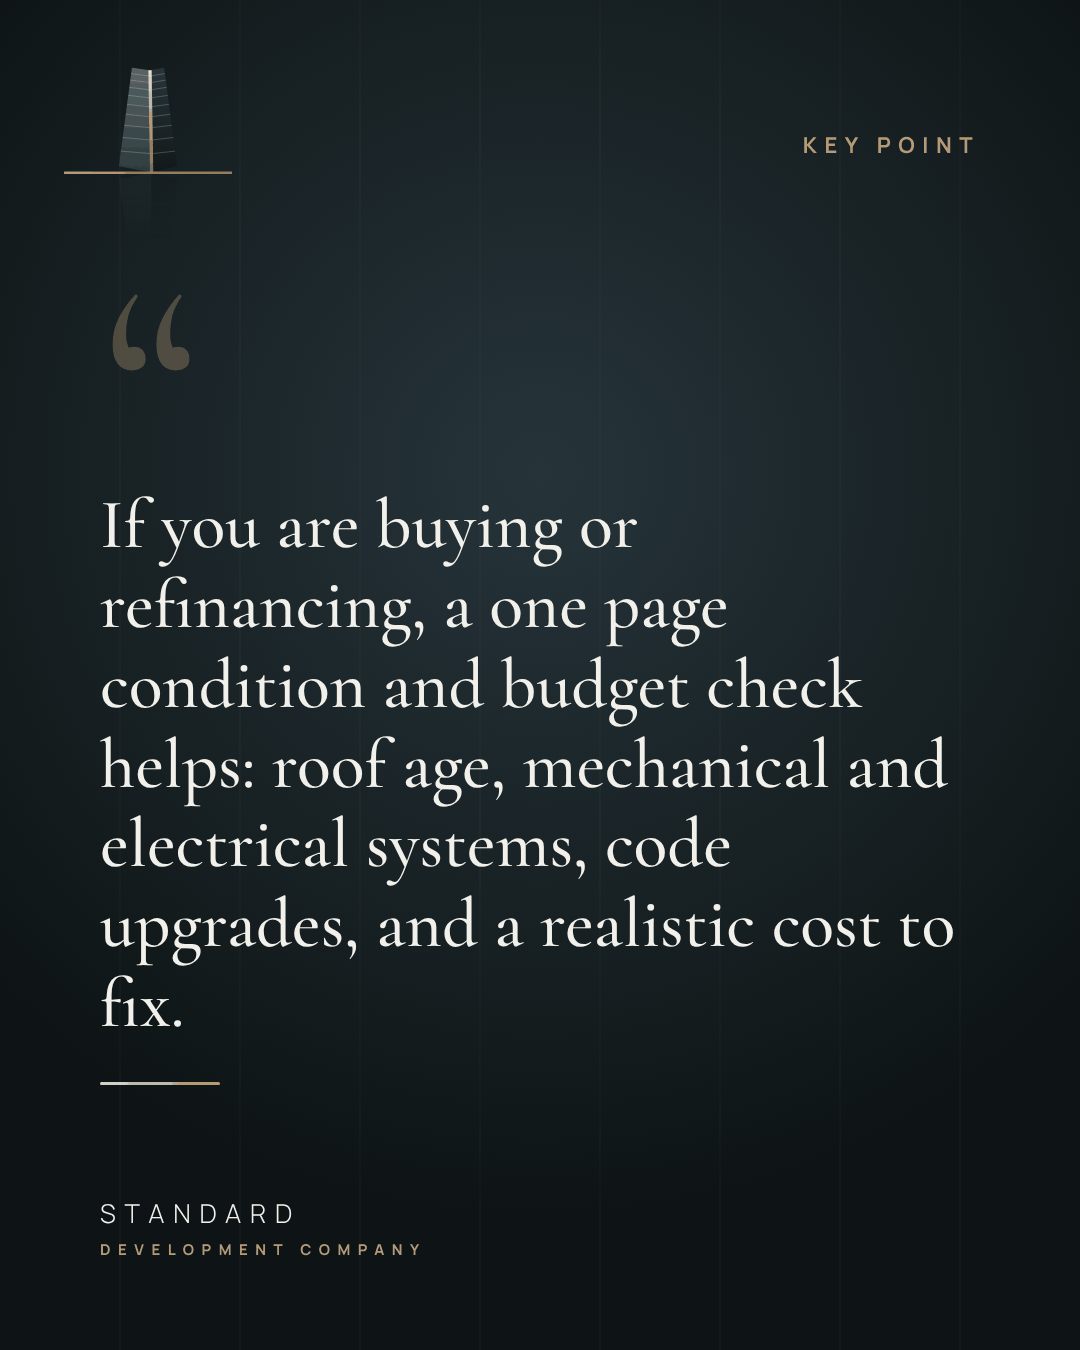 KEY POINT
“
If you are buying or
refinancing, a one page
condition and budget check
helps: roof age, mechanical and
electrical systems, code
upgrades, and a realistic cost to
fix.
STANDARD
DEVELOPMENT COMPANY